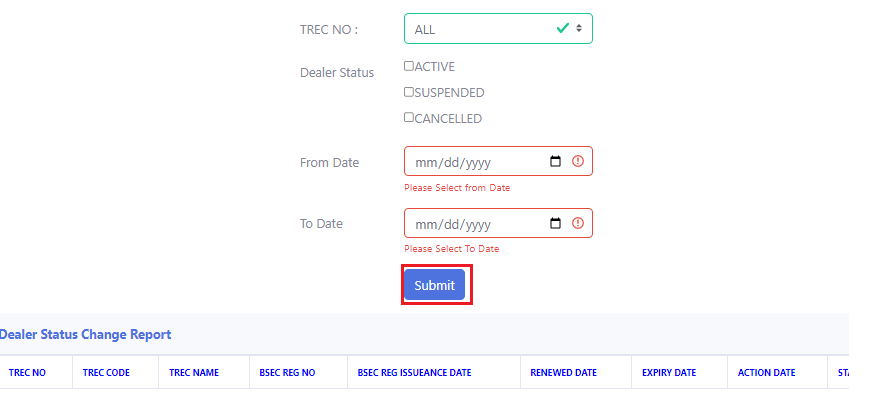 TREC NO : ALL
Dealer Status ACTIVE
SUSPENDED
CANCELLED
From Date mm/dd/yyyy
Please Select from Date
To Date mm/dd/yyyy
Please Select To Date
Submit
Dealer Status Change Report
TREC NO TREC CODE TREC NAME BSEC REG NO BSEC REG ISSUEANCE DATE RENEWED DATE EXPIRY DATE ACTION DATE